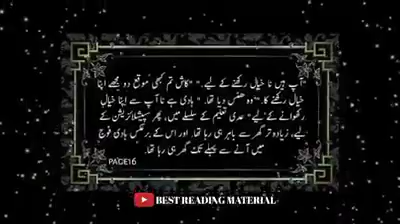 "آپ ہیں نا خیال رکھنے کے لیے۔" "کاش تم کبھی موقع دو مجھے اپنا
خیال رکھنے کا۔" وہ ہنس دیا تھا۔ "ہادی ہے نا آپ سے اپنا خیال
رکھوانے کے لیے" عدی تعلیم کے سلسلے میں، پھر سپیشلائزیشن کے
لیے، زیادہ تر گھر سے باہر ہی رہا تھا۔ اور اس کے برعکس ہادی فوج
میں آنے سے پہلے تک گھر ہی رہا تھا۔
PAGE16
BEST READING MATERIAL